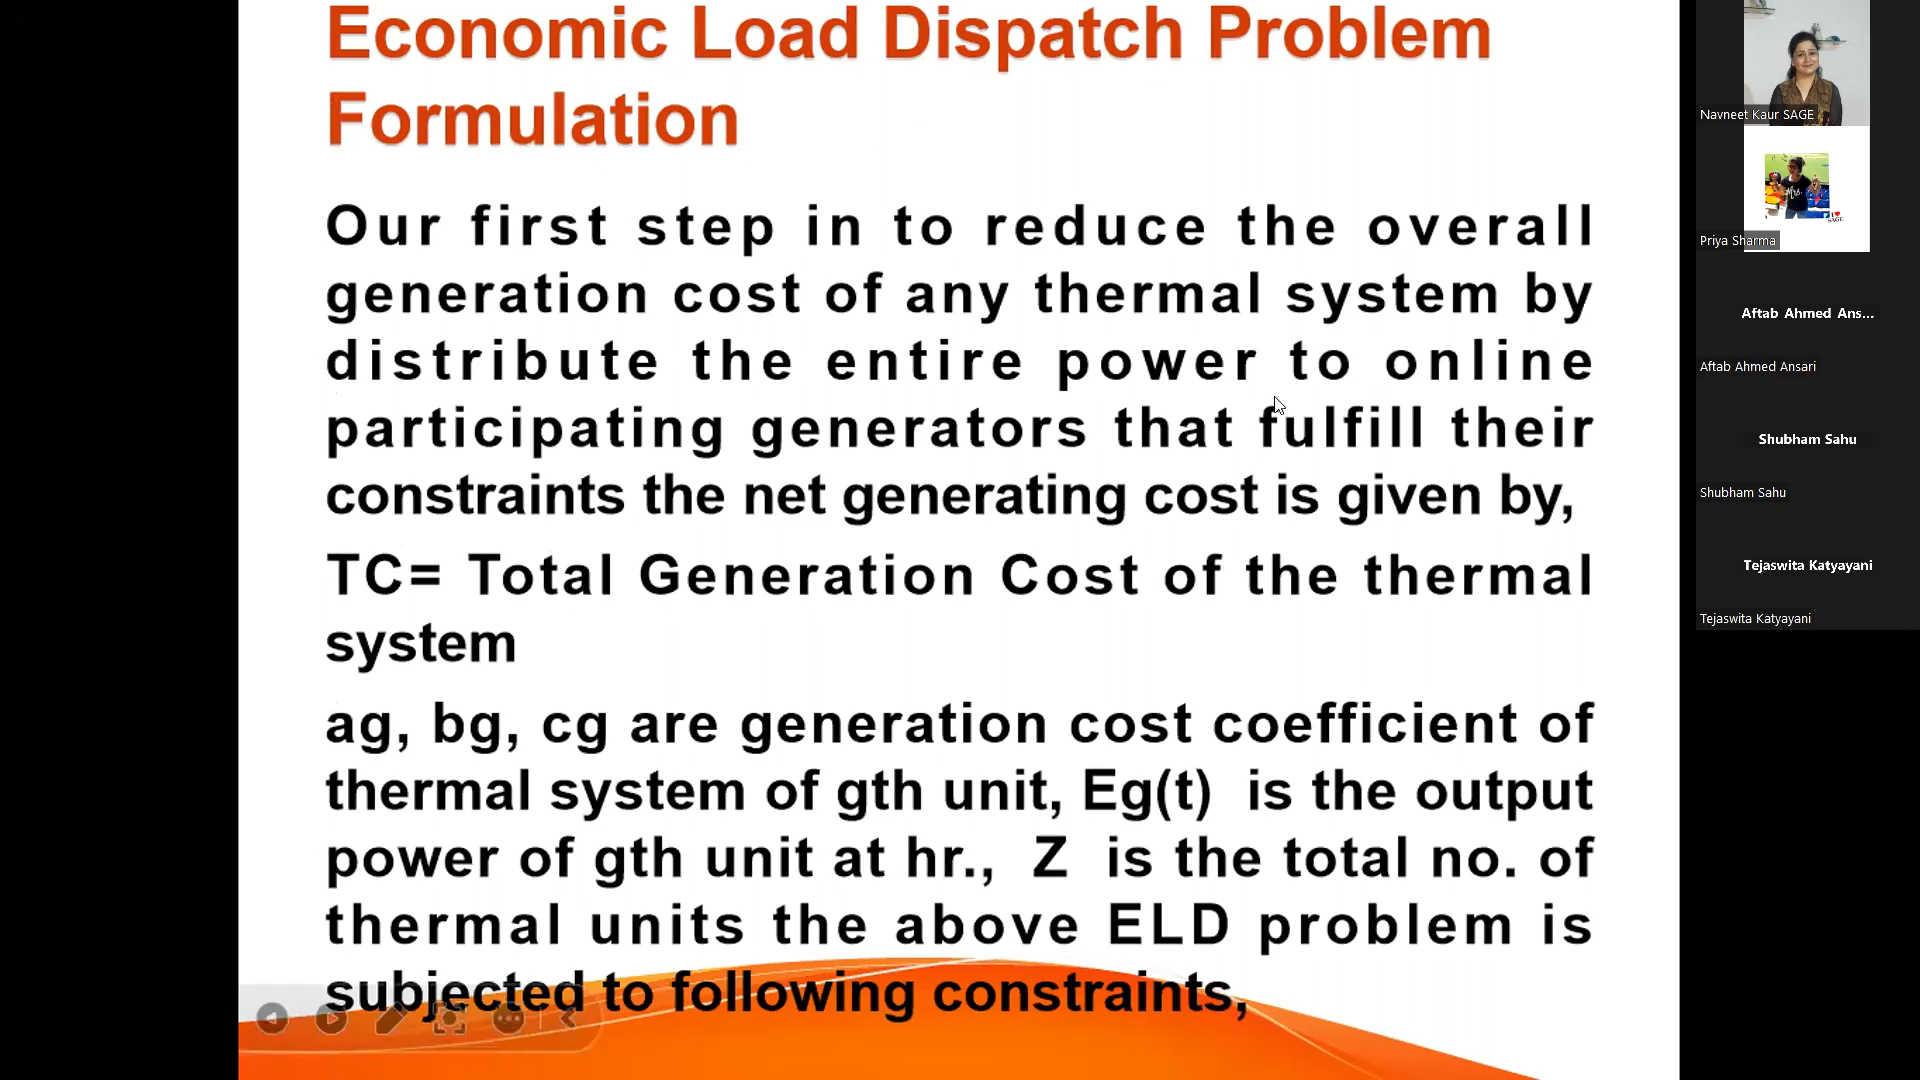 Economic Load Dispatch Problem
Formulation
Our first step in to reduce the overall
generation cost of any thermal system by
distribute the entire power to online
participating generators that fulfill their
constraints the net generating cost is given by,
TC= Total Generation Cost of the thermal
system
ag, bg, cg are generation cost coefficient of
thermal system of gth unit, Eg(t) is the output
power of gth unit at hr., Z is the total no. of
thermal units the above ELD problem is
subjected to following constraints,
Navneet Kaur SAGE
Mrs.
SAGE
Priya Sharma
Aftab Ahmed Ans...
Aftab Ahmed Ansari
Shubham Sahu
Shubham Sahu
Tejaswita Katyayani
Tejaswita Katyayani